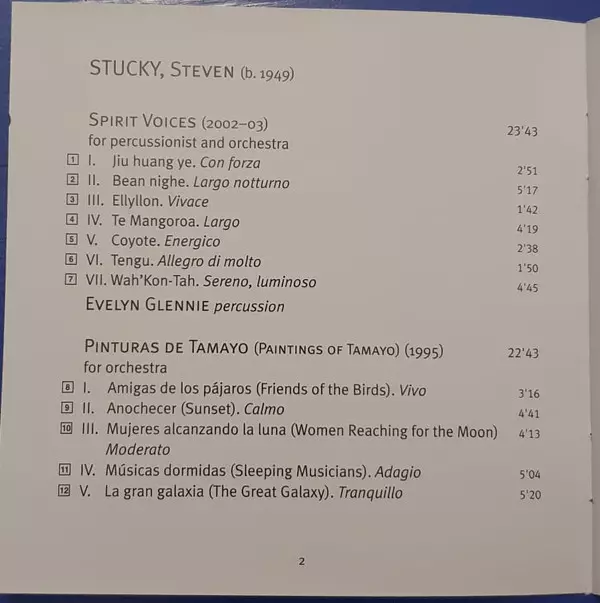 STUCKY, STEVEN (b. 1949)
SPIRIT VOICES (2002–03) 23'43
for percussionist and orchestra
1 I. Jiu huang ye. Con forza 2'51
2 II. Bean nighe. Largo notturno 5'17
3 III. Ellyllon. Vivace 1'42
4 IV. Te Mangoroa. Largo 4'19
5 V. Coyote. Energico 2'38
6 VI. Tengu. Allegro di molto 1'50
7 VII. Wah'Kon-Tah. Sereno, luminoso 4'45
EVELYN GLENNIE percussion
PINTURAS DE TAMAYO (PAINTINGS OF TAMAYO) (1995) 22'43
for orchestra
8 I. Amigas de los pájaros (Friends of the Birds). Vivo 3'16
9 II. Anochecer (Sunset). Calmo 4'41
10 III. Mujeres alcanzando la luna (Women Reaching for the Moon) 4'13
Moderato
11 IV. Músicas dormidas (Sleeping Musicians). Adagio 5'04
12 V. La gran galaxia (The Great Galaxy). Tranquillo 5'20
2